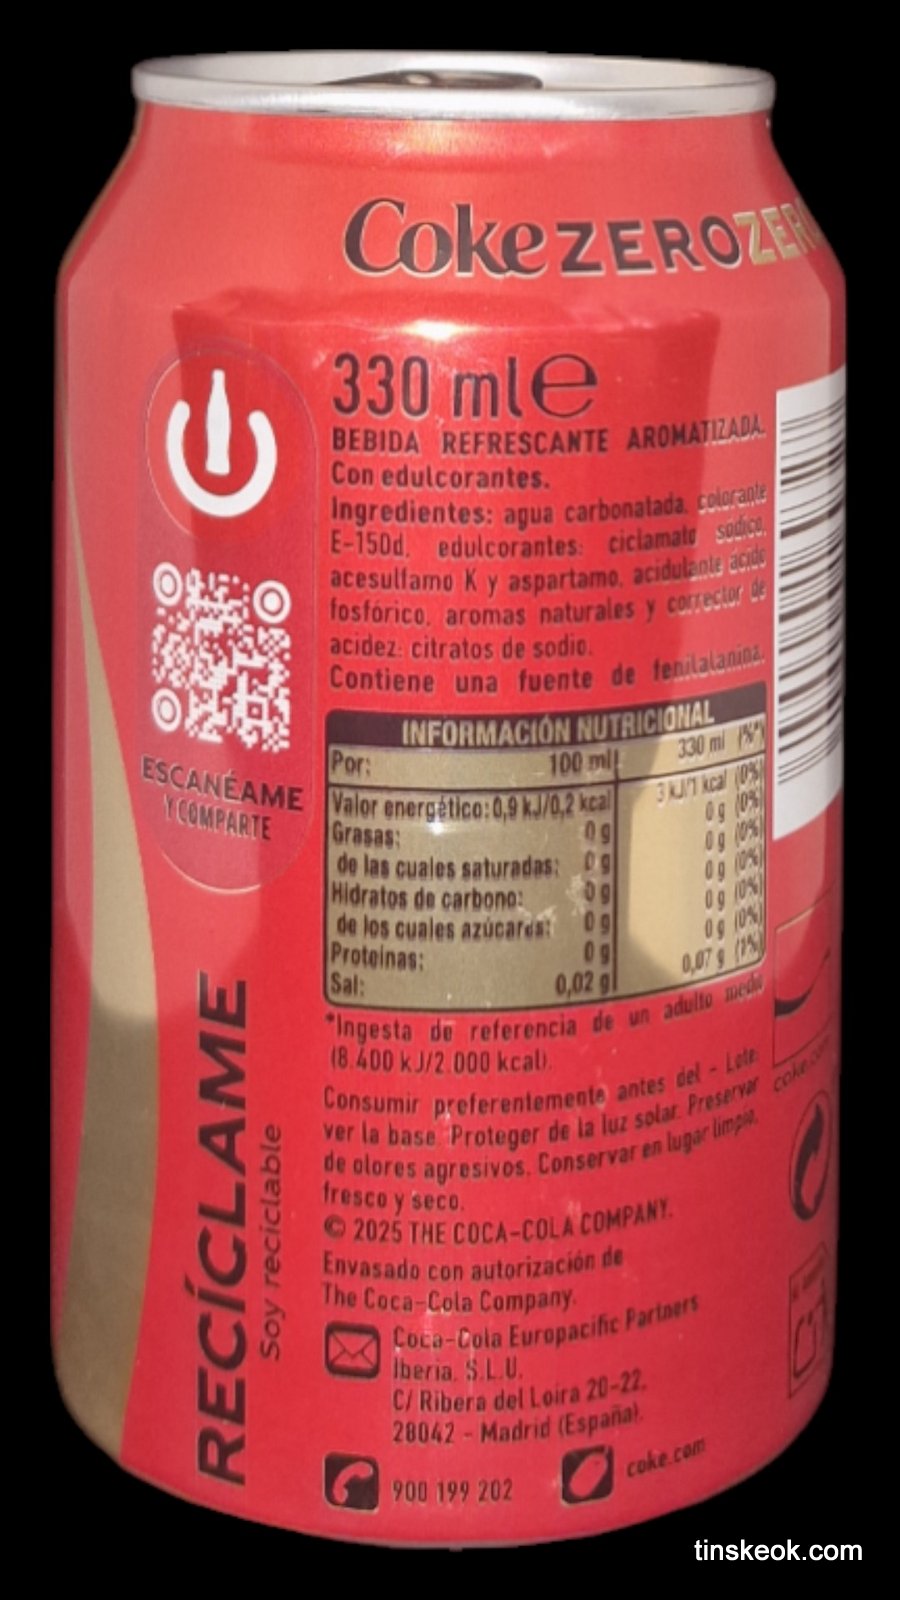 Coke ZERO ZERO
330 ml e
BEBIDA REFRESCANTE AROMATIZADA.
Con edulcorantes.
Ingredientes: agua carbonatada, colorante
E-150d, edulcorantes: ciclamato sódico,
acesulfamo K y aspartamo, acidulante ácido
fosfórico, aromas naturales y corrector de
acidez: citratos de sodio.
Contiene una fuente de fenilalanina.
INFORMACIÓN NUTRICIONAL
Por: 100 ml 330 ml (%*)
Valor energético: 0,9 kJ/0,2 kcal 3 kJ/1 kcal (0%)
Grasas: 0 g 0 g (0%)
de las cuales saturadas: 0 g 0 g (0%)
Hidratos de carbono: 0 g 0 g (0%)
de los cuales azúcares: 0 g 0 g (0%)
Proteínas: 0 g 0 g (0%)
Sal: 0,02 g 0,07 g (1%)
*Ingesta de referencia de un adulto medio
(8.400 kJ/2.000 kcal).
Consumir preferentemente antes del - Lote:
ver la base. Proteger de la luz solar. Preservar
de olores agresivos. Conservar en lugar limpio,
fresco y seco.
© 2025 THE COCA-COLA COMPANY.
Envasado con autorización de
The Coca-Cola Company.
Coca-Cola Europacific Partners
Iberia, S.L.U.
C/ Ribera del Loira 20-22.
28042 - Madrid (España).
900 199 202
coke.com
ESCANÉAME
Y COMPARTE
RECÍCLAME
Soy reciclable
coke.com
tinskeok.com